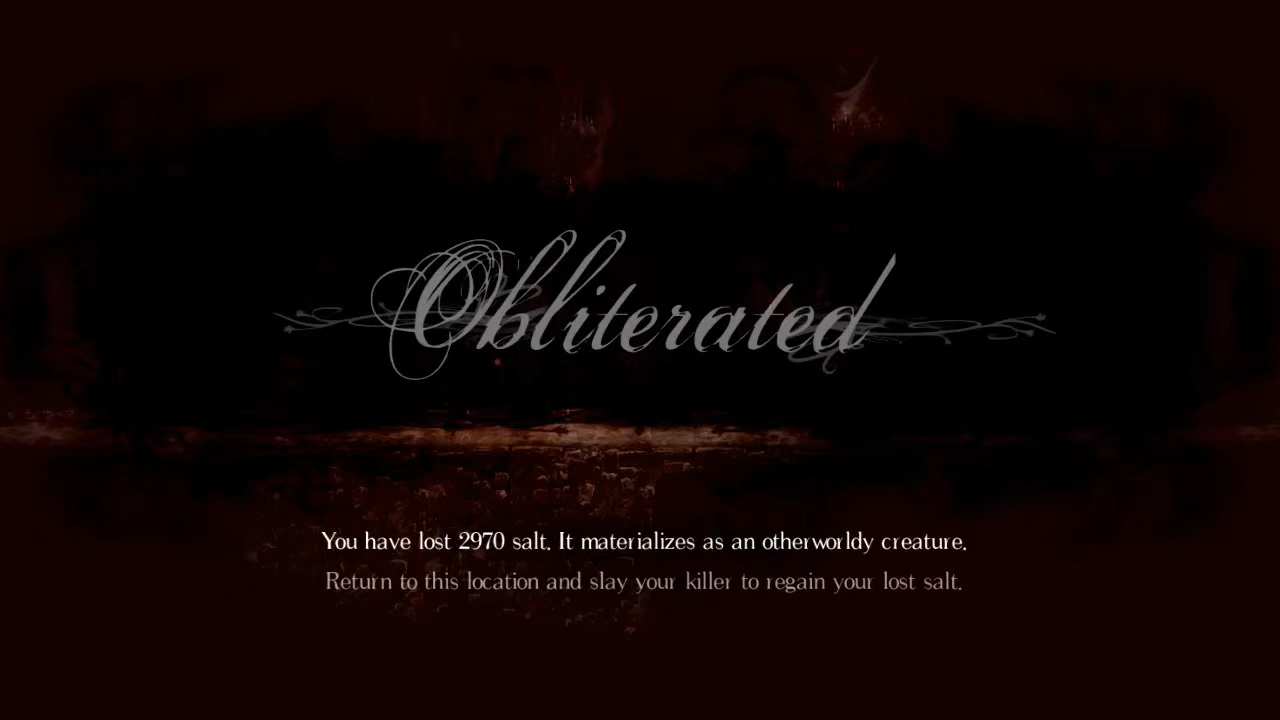 Obliterated
You have lost 2970 salt. It materializes as an otherworldy creature.
Return to this location and slay your killer to regain your lost salt.